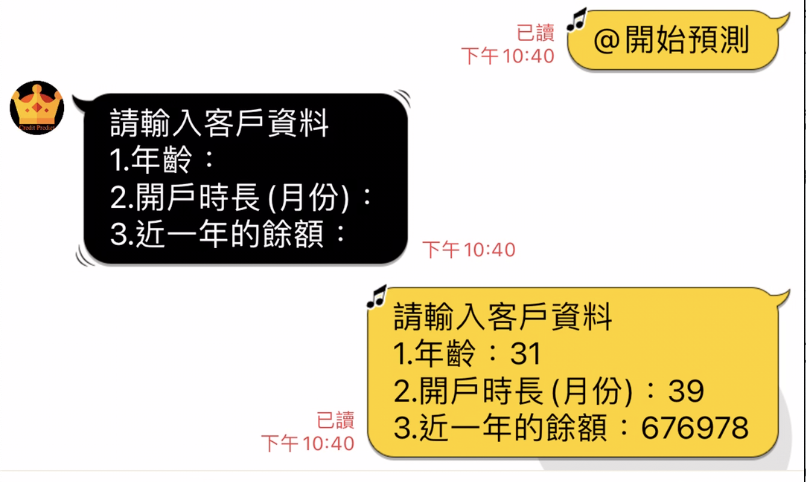 已讀
下午10:40
@開始預測
請輸入客戶資料
1.年齡：
2.開戶時長(月份)：
3.近一年的餘額：
下午10:40
請輸入客戶資料
1.年齡：31
2.開戶時長(月份)：39
3.近一年的餘額：676978
已讀
下午10:40